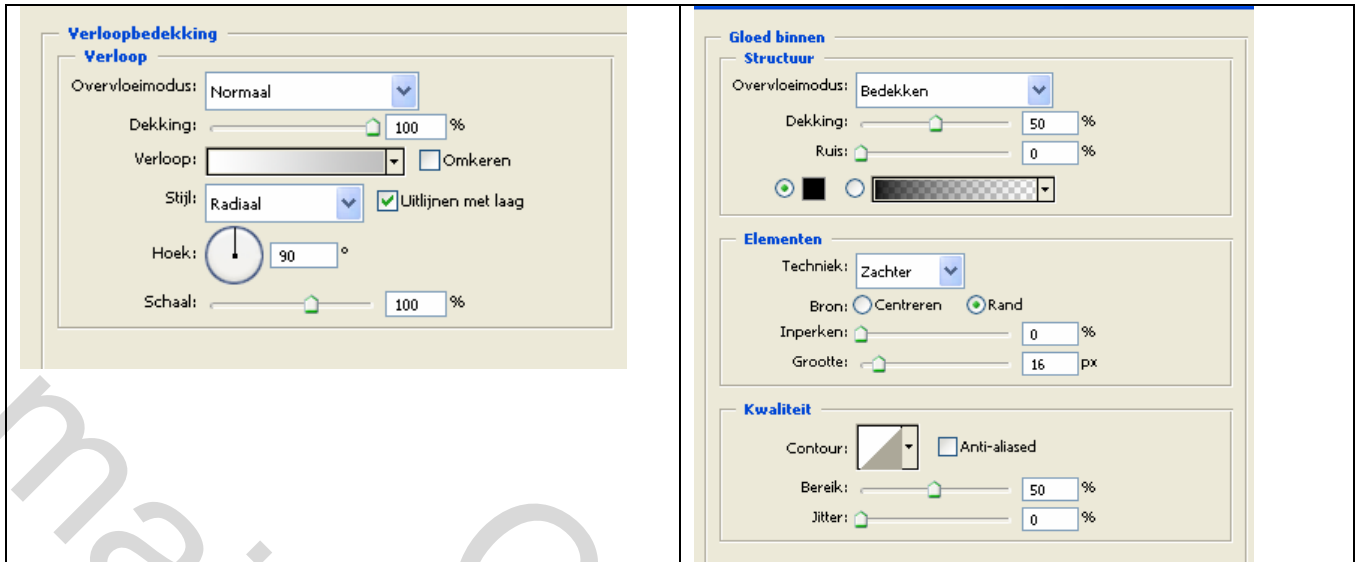 Verloopbedekking
Verloop
Overvloeimodus: Normaal
Dekking: 100 %
Verloop: Omkeren
Stijl: Radiaal Uitlijnen met laag
Hoek: 90 °
Schaal: 100 %
Gloed binnen
Structuur
Overvloeimodus: Bedekken
Dekking: 50 %
Ruis: 0 %
Elementen
Techniek: Zachter
Bron: Centreren Rand
Inperken: 0 %
Grootte: 16 px
Kwaliteit
Contour: Anti-aliased
Bereik: 50 %
Jitter: 0 %